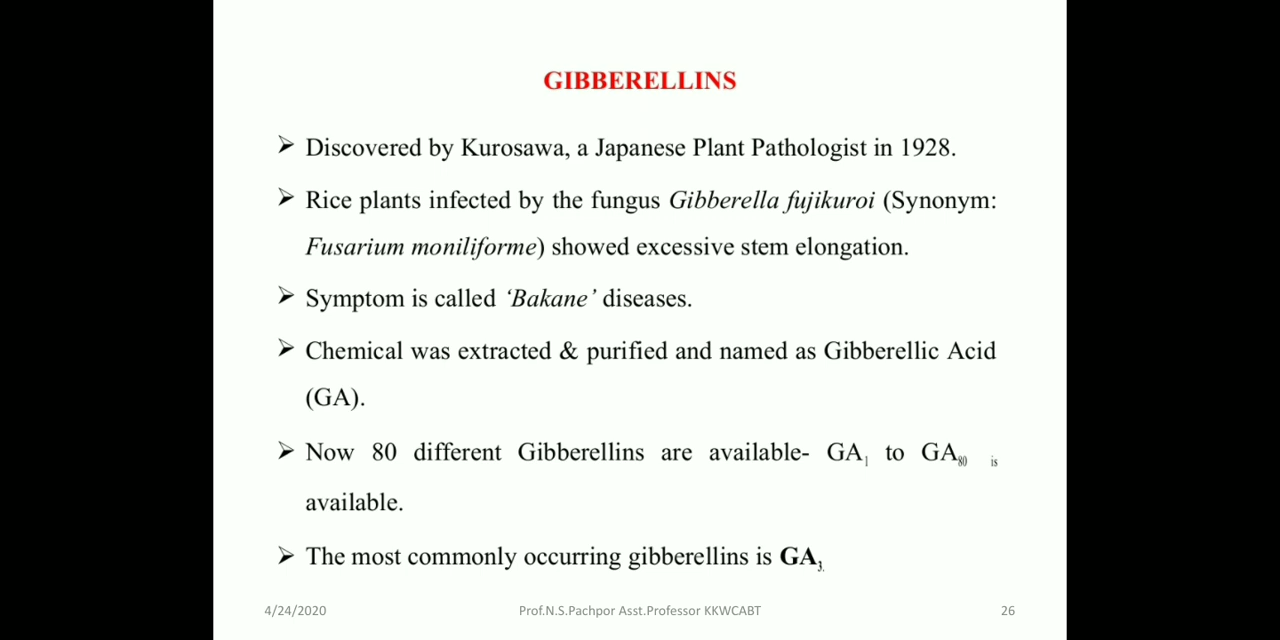 GIBBERELLINS
➢ Discovered by Kurosawa, a Japanese Plant Pathologist in 1928.
➢ Rice plants infected by the fungus Gibberella fujikuroi (Synonym:
Fusarium moniliforme) showed excessive stem elongation.
➢ Symptom is called ‘Bakane’ diseases.
➢ Chemical was extracted & purified and named as Gibberellic Acid
(GA).
➢ Now 80 different Gibberellins are available- GA1 to GA80 is
available.
➢ The most commonly occurring gibberellins is GA3.
4/24/2020 Prof.N.S.Pachpor Asst.Professor KKWCABT 26